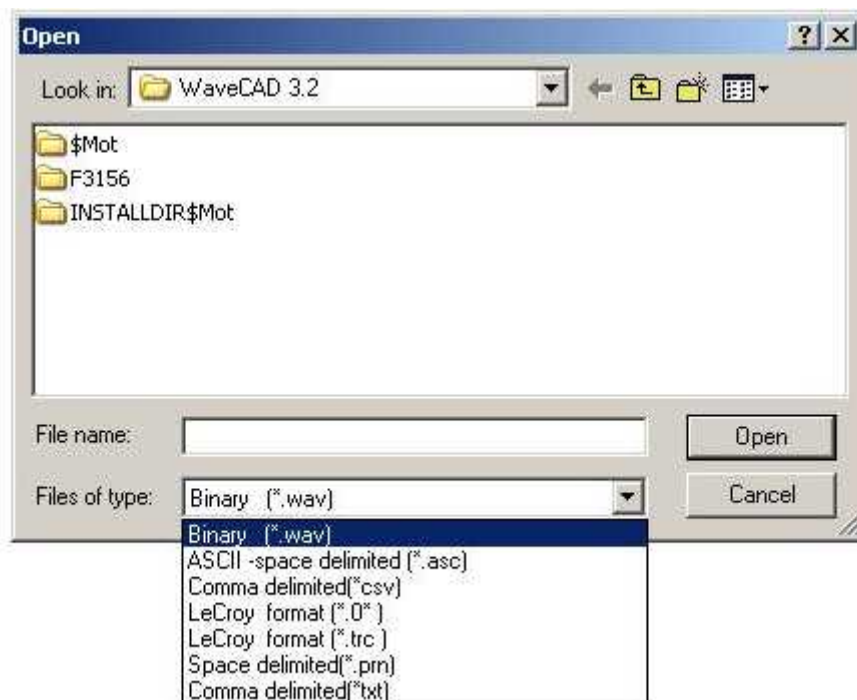 Open
Look in: WaveCAD 3.2
$Mot
F3156
INSTALLDIR$Mot
File name: Open
Files of type: Binary (*.wav) Cancel
Binary (*.wav)
ASCII -space delimited (*.asc)
Comma delimited(*csv)
LeCroy format (*.0* )
LeCroy format (*.trc )
Space delimited(*.prn)
Comma delimited(*txt)